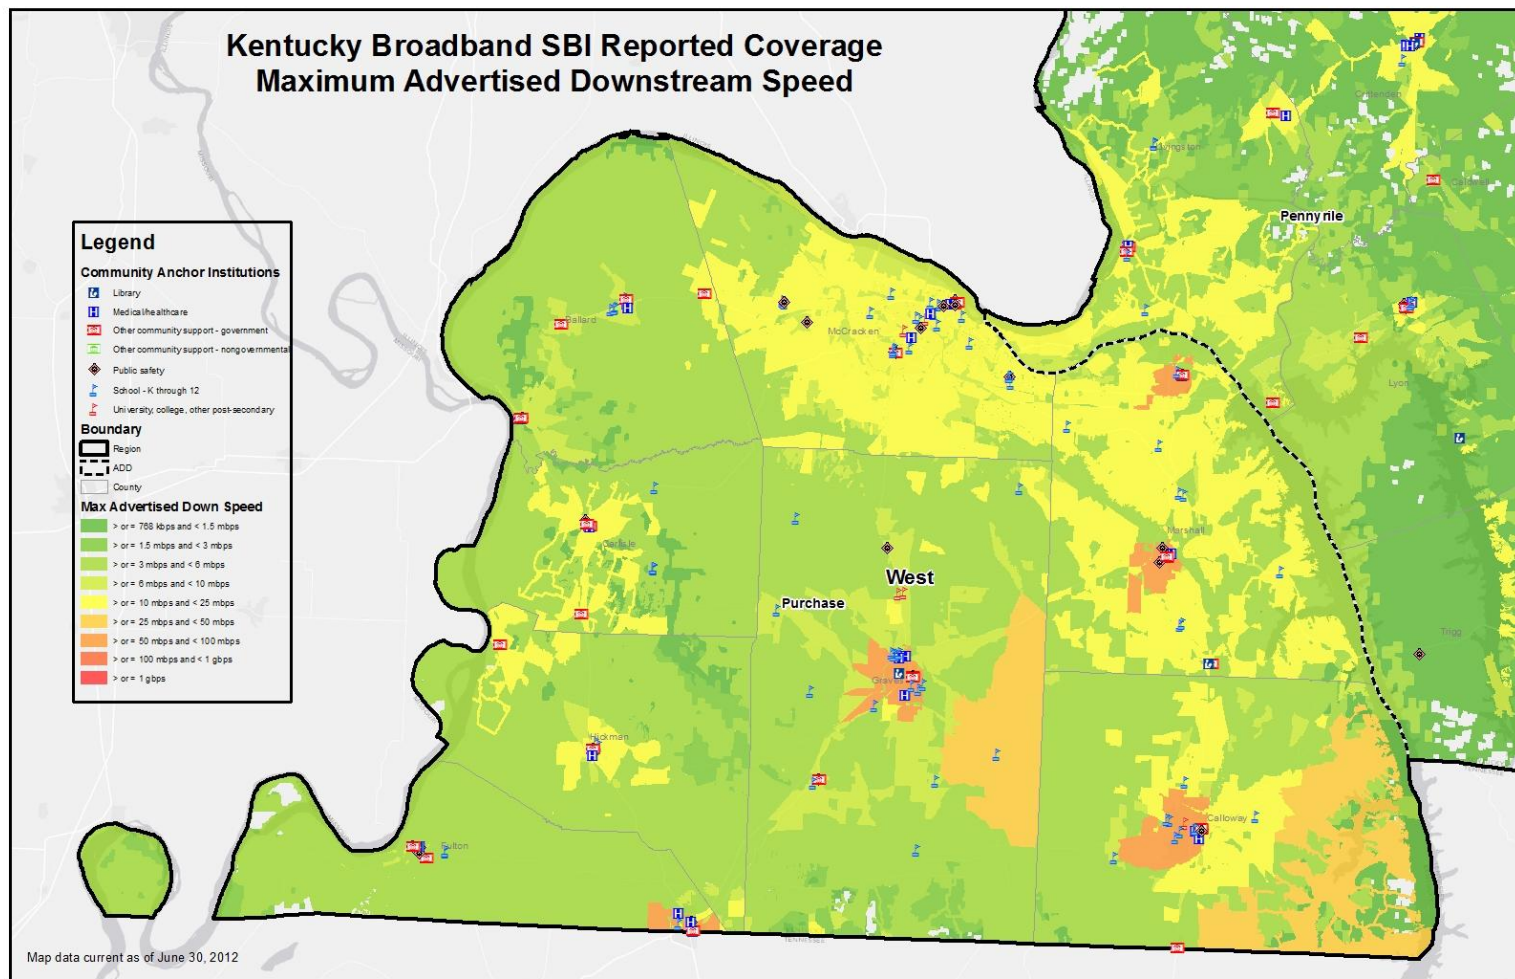 Kentucky Broadband SBI Reported Coverage
Maximum Advertised Downstream Speed
Legend
Community Anchor Institutions
Library
Medical/healthcare
Other community support - government
Other community support - nongovernmental
Public safety
School - K through 12
University, college, other post-secondary
Boundary
Region
ADD
County
Max Advertised Down Speed
> or = 768 kbps and < 1.5 mbps
> or = 1.5 mbps and < 3 mbps
> or = 3 mbps and < 6 mbps
> or = 6 mbps and < 10 mbps
> or = 10 mbps and < 25 mbps
> or = 25 mbps and < 50 mbps
> or = 50 mbps and < 100 mbps
> or = 100 mbps and < 1 gbps
> or = 1 gbps
Crittenden
Livingston
Caldwell
Pennyrile
Ballard
McCracken
Lyon
Carlisle
Marshall
West
Purchase
Trigg
Graves
Hickman
Calloway
Fulton
TENNESSEE
Map data current as of June 30, 2012